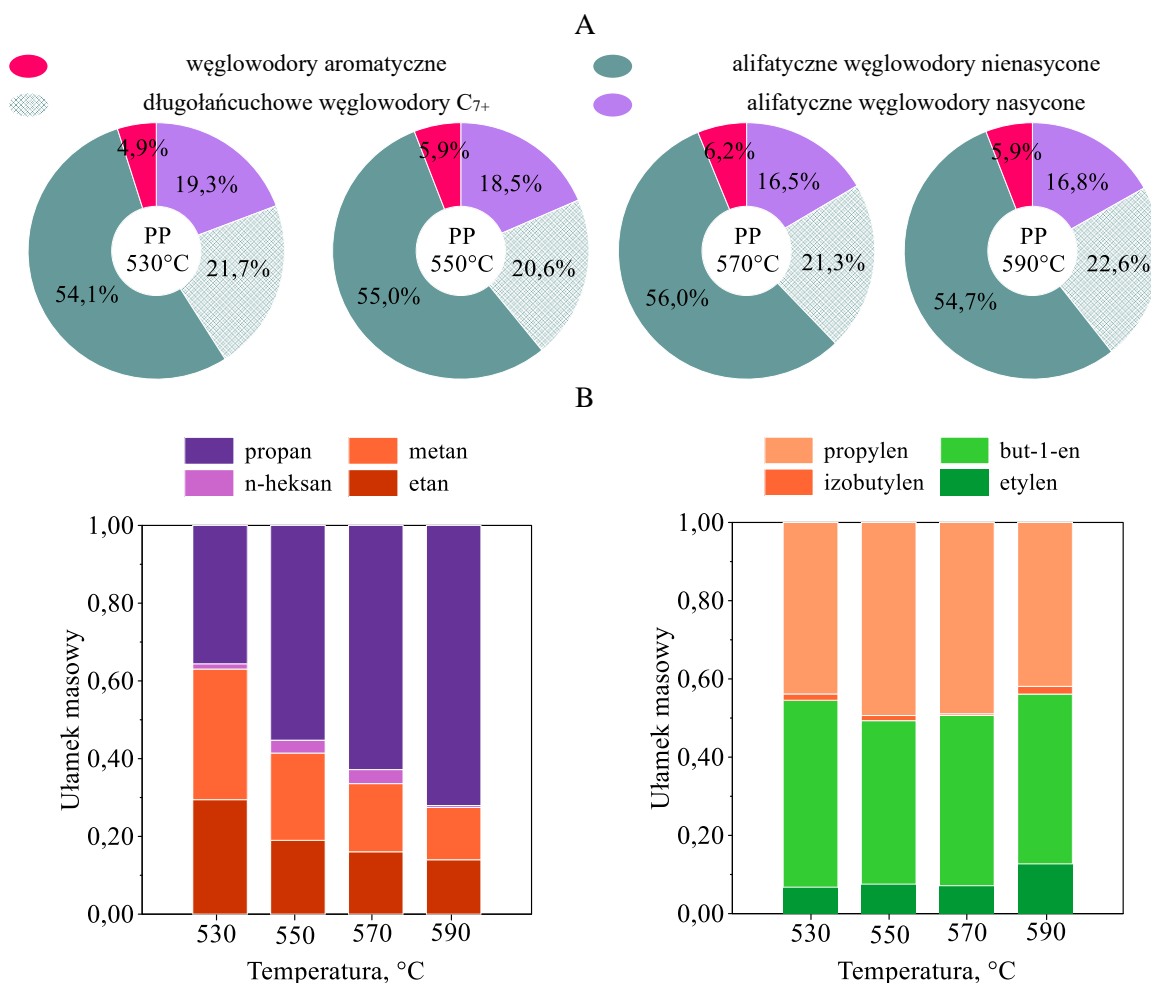 A
węglowodory aromatyczne
alifatyczne węglowodory nienasycone
długołańcuchowe węglowodory C₇₊
alifatyczne węglowodory nasycone
4,9%
19,3%
PP
530°C
21,7%
54,1%
5,9%
18,5%
PP
550°C
20,6%
55,0%
6,2%
16,5%
PP
570°C
21,3%
56,0%
5,9%
16,8%
PP
590°C
22,6%
54,7%
B
propan
metan
n-heksan
etan
Ułamek masowy
1,00
0,80
0,60
0,40
0,20
0,00
530
550
570
590
Temperatura, °C
propylen
but-1-en
izobutylen
etylen
Ułamek masowy
1,00
0,80
0,60
0,40
0,20
0,00
530
550
570
590
Temperatura, °C